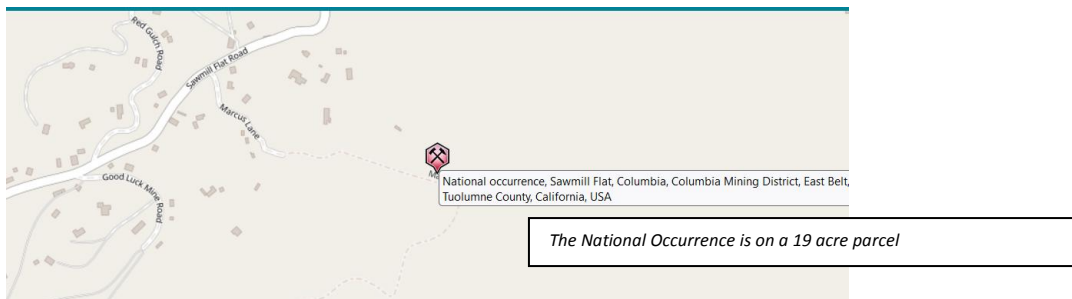 Red Gulch Road
Sawmill Flat Road
Marcus Lane
National occurrence, Sawmill Flat, Columbia, Columbia Mining District, East Belt,
Tuolumne County, California, USA
Good Luck Mine Road
The National Occurrence is on a 19 acre parcel